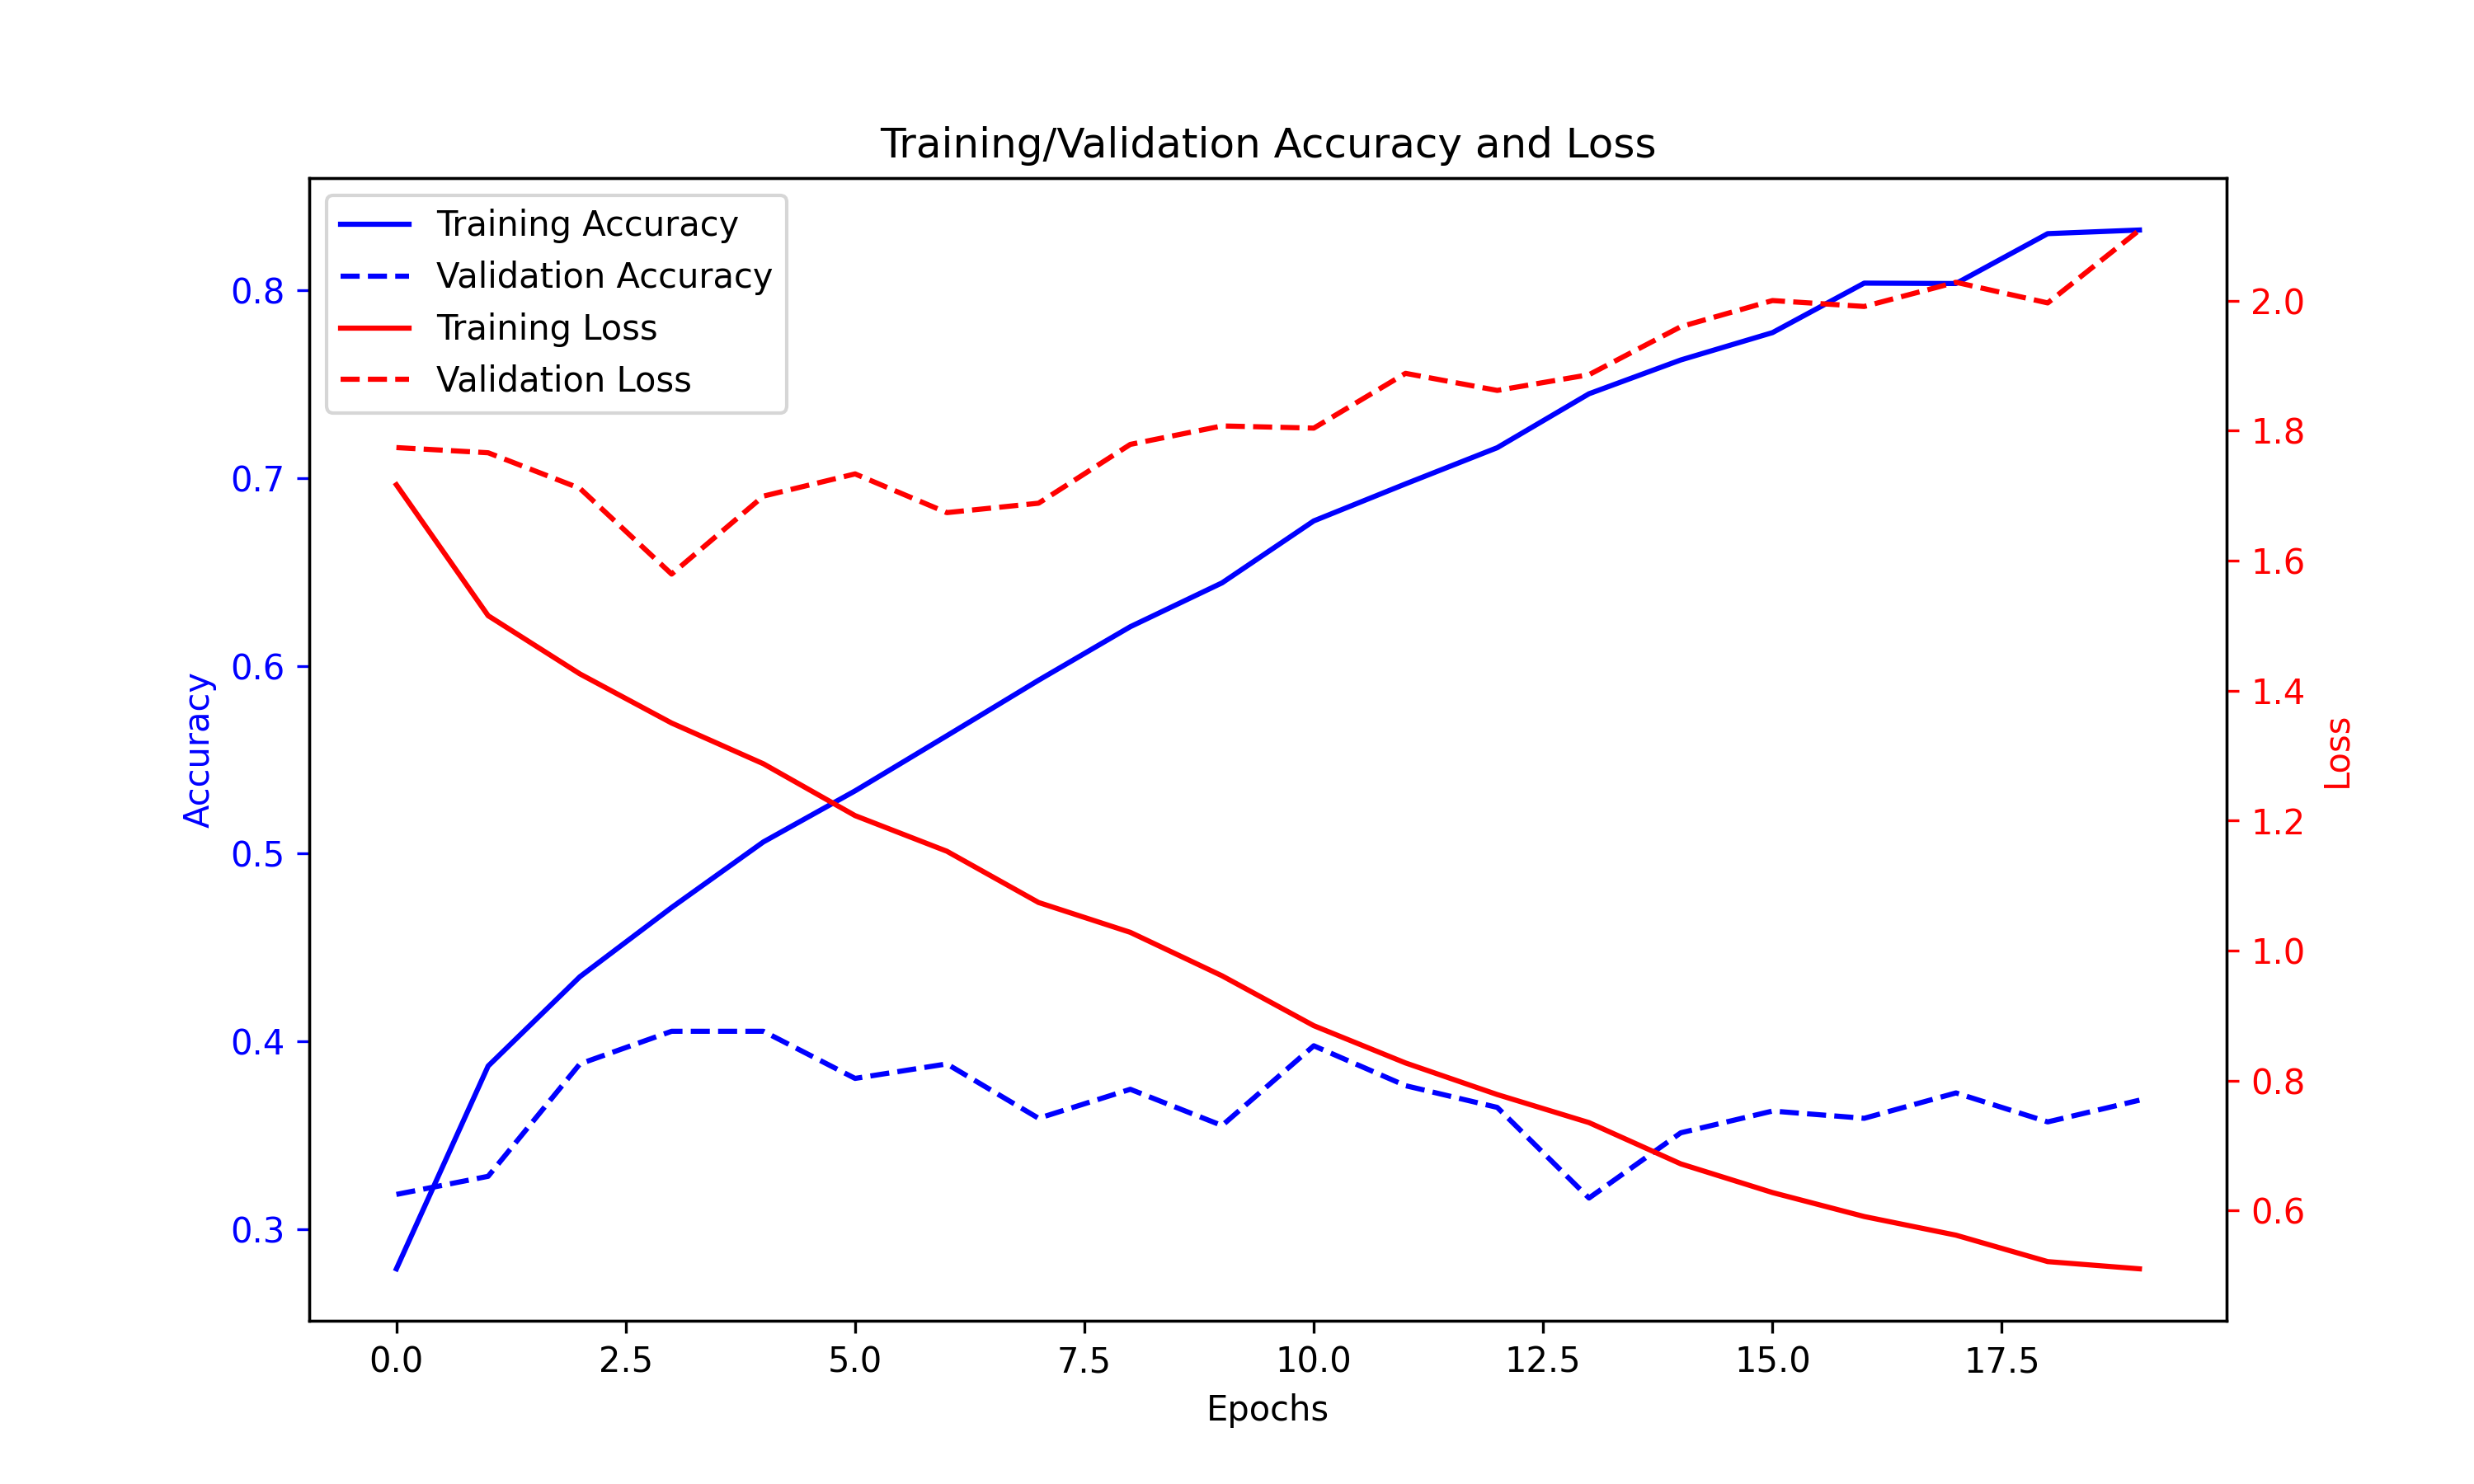 Training/Validation Accuracy and Loss
Training Accuracy
Validation Accuracy
Training Loss
Validation Loss
Accuracy
0.8
0.7
0.6
0.5
0.4
0.3
2.0
1.8
1.6
1.4
1.2
1.0
0.8
0.6
Loss
0.0 2.5 5.0 7.5 10.0 12.5 15.0 17.5
Epochs